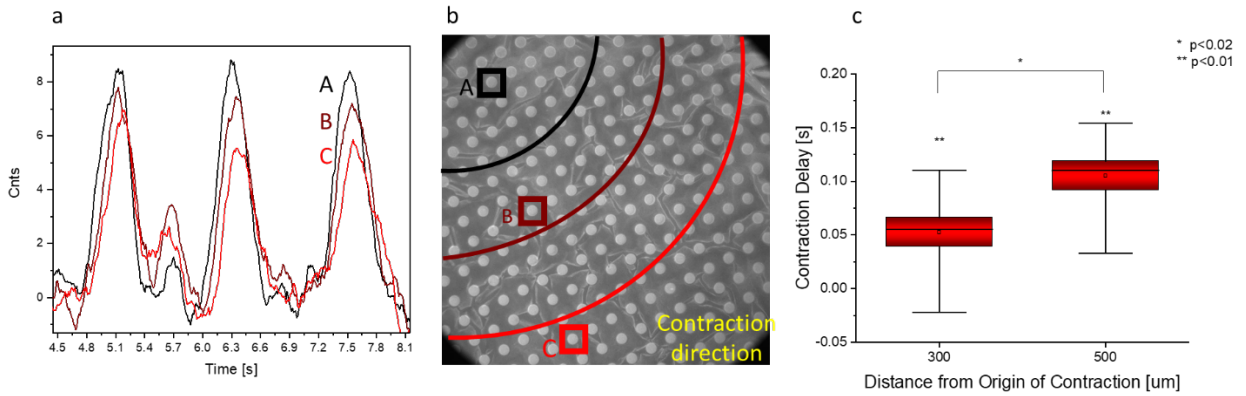 a
Cnts
8
6
4
2
0
A
B
C
4.5 4.8 5.1 5.4 5.7 6.0 6.3 6.6 6.9 7.2 7.5 7.8 8.1
Time [s]
b
A
B
C
Contraction
direction
c
* p<0.02
** p<0.01
Contraction Delay [s]
0.20
0.15
0.10
0.05
0.00
-0.05
*
**
**
300 500
Distance from Origin of Contraction [um]